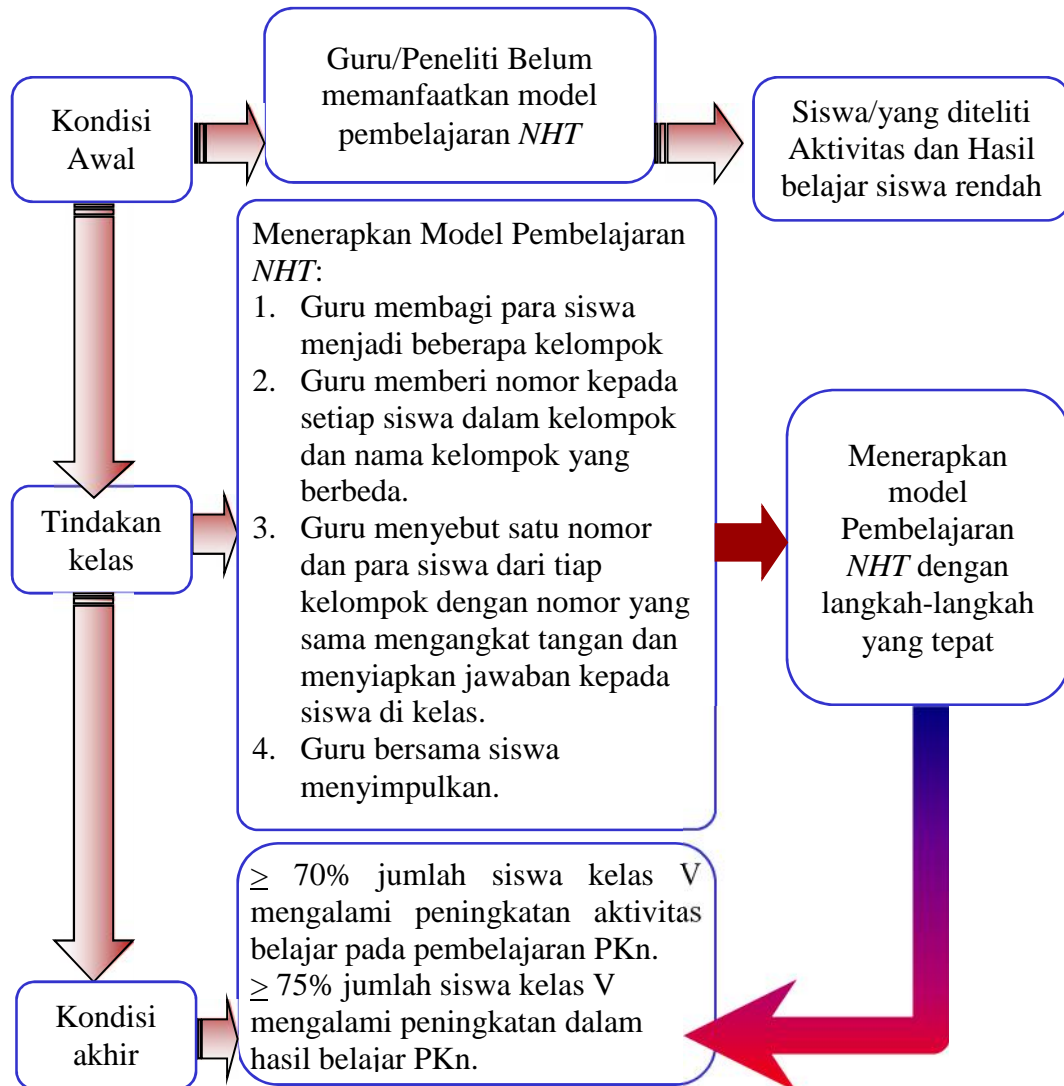 Kondisi
Awal
Guru/Peneliti Belum
memanfaatkan model
pembelajaran NHT
Siswa/yang diteliti
Aktivitas dan Hasil
belajar siswa rendah
Tindakan
kelas
Menerapkan Model Pembelajaran
NHT:
1. Guru membagi para siswa
menjadi beberapa kelompok
2. Guru memberi nomor kepada
setiap siswa dalam kelompok
dan nama kelompok yang
berbeda.
3. Guru menyebut satu nomor
dan para siswa dari tiap
kelompok dengan nomor yang
sama mengangkat tangan dan
menyiapkan jawaban kepada
siswa di kelas.
4. Guru bersama siswa
menyimpulkan.
Menerapkan
model
Pembelajaran
NHT dengan
langkah-langkah
yang tepat
Kondisi
akhir
≥ 70% jumlah siswa kelas V
mengalami peningkatan aktivitas
belajar pada pembelajaran PKn.
≥ 75% jumlah siswa kelas V
mengalami peningkatan dalam
hasil belajar PKn.